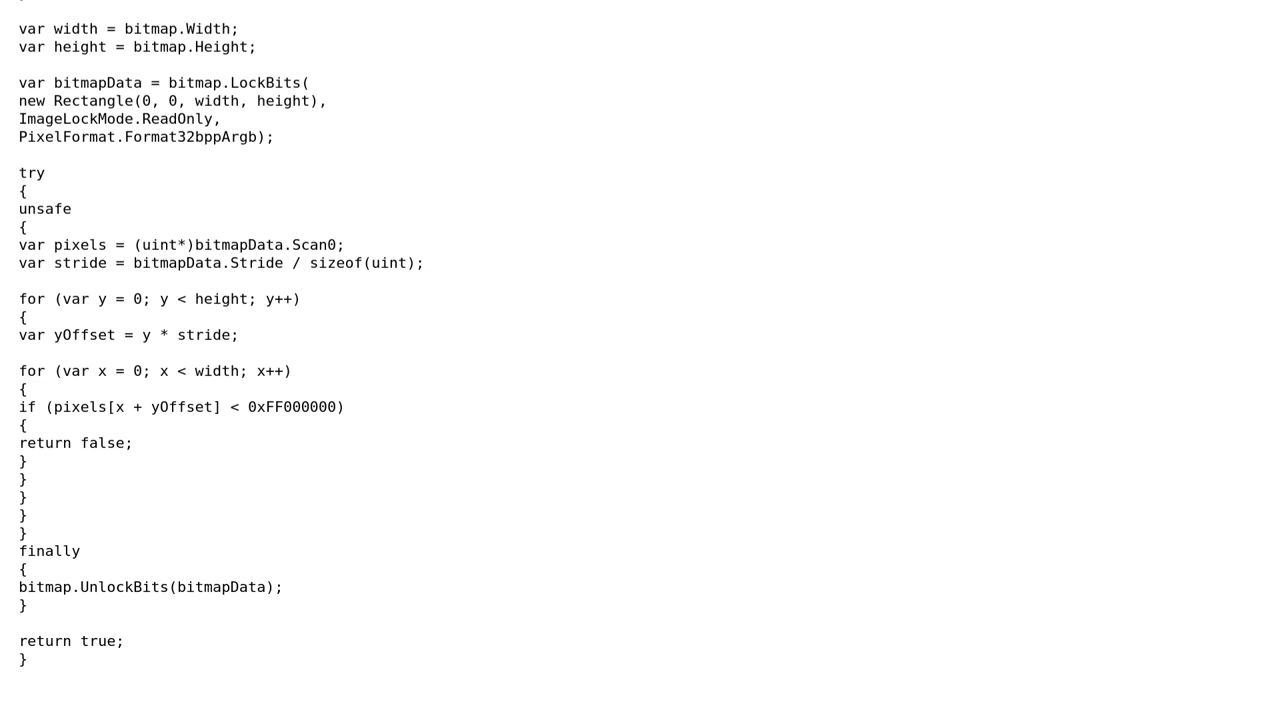 var width = bitmap.Width;
var height = bitmap.Height;

var bitmapData = bitmap.LockBits(
new Rectangle(0, 0, width, height),
ImageLockMode.ReadOnly,
PixelFormat.Format32bppArgb);

try
{
unsafe
{
var pixels = (uint*)bitmapData.Scan0;
var stride = bitmapData.Stride / sizeof(uint);

for (var y = 0; y < height; y++)
{
var yOffset = y * stride;

for (var x = 0; x < width; x++)
{
if (pixels[x + yOffset] < 0xFF000000)
{
return false;
}
}
}
}
}
finally
{
bitmap.UnlockBits(bitmapData);
}

return true;
}